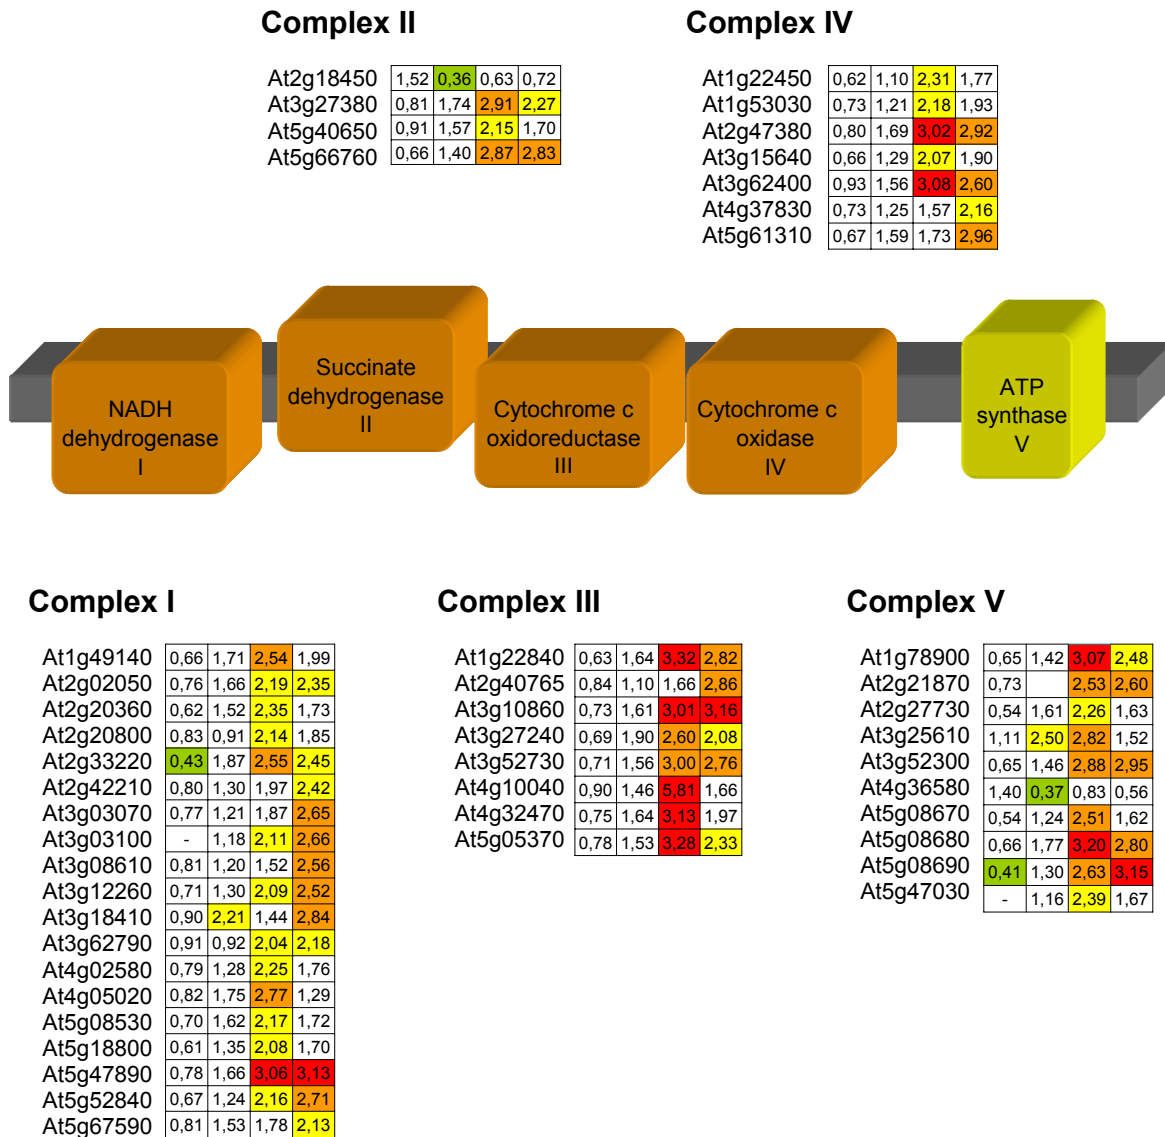 Complex II
At2g18450 1,52 0,36 0,63 0,72
At3g27380 0,81 1,74 2,91 2,27
At5g40650 0,91 1,57 2,15 1,70
At5g66760 0,66 1,40 2,87 2,83
Complex IV
At1g22450 0,62 1,10 2,31 1,77
At1g53030 0,73 1,21 2,18 1,93
At2g47380 0,80 1,69 3,02 2,92
At3g15640 0,66 1,29 2,07 1,90
At3g62400 0,93 1,56 3,08 2,60
At4g37830 0,73 1,25 1,57 2,16
At5g61310 0,67 1,59 1,73 2,96
NADH
dehydrogenase
I
Succinate
dehydrogenase
II
Cytochrome c
oxidoreductase
III
Cytochrome c
oxidase
IV
ATP
synthase
V
Complex I
At1g49140 0,66 1,71 2,54 1,99
At2g02050 0,76 1,66 2,19 2,35
At2g20360 0,62 1,52 2,35 1,73
At2g20800 0,83 0,91 2,14 1,85
At2g33220 0,43 1,87 2,55 2,45
At2g42210 0,80 1,30 1,97 2,42
At3g03070 0,77 1,21 1,87 2,65
At3g03100 - 1,18 2,11 2,66
At3g08610 0,81 1,20 1,52 2,56
At3g12260 0,71 1,30 2,09 2,52
At3g18410 0,90 2,21 1,44 2,84
At3g62790 0,91 0,92 2,04 2,18
At4g02580 0,79 1,28 2,25 1,76
At4g05020 0,82 1,75 2,77 1,29
At5g08530 0,70 1,62 2,17 1,72
At5g18800 0,61 1,35 2,08 1,70
At5g47890 0,78 1,66 3,06 3,13
At5g52840 0,67 1,24 2,16 2,71
At5g67590 0,81 1,53 1,78 2,13
Complex III
At1g22840 0,63 1,64 3,32 2,82
At2g40765 0,84 1,10 1,66 2,86
At3g10860 0,73 1,61 3,01 3,16
At3g27240 0,69 1,90 2,60 2,08
At3g52730 0,71 1,56 3,00 2,76
At4g10040 0,90 1,46 5,81 1,66
At4g32470 0,75 1,64 3,13 1,97
At5g05370 0,78 1,53 3,28 2,33
Complex V
At1g78900 0,65 1,42 3,07 2,48
At2g21870 0,73 2,53 2,60
At2g27730 0,54 1,61 2,26 1,63
At3g25610 1,11 2,50 2,82 1,52
At3g52300 0,65 1,46 2,88 2,95
At4g36580 1,40 0,37 0,83 0,56
At5g08670 0,54 1,24 2,51 1,62
At5g08680 0,66 1,77 3,20 2,80
At5g08690 0,41 1,30 2,63 3,15
At5g47030 - 1,16 2,39 1,67